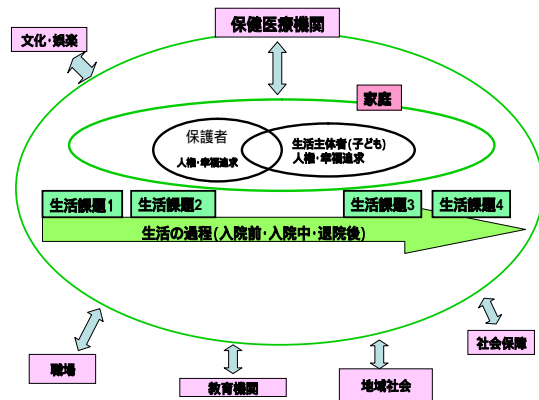 保健医療機関
文化・娯楽
家庭
保護者
人権・幸福追求
生活主体者(子ども)
人権・幸福追求
生活課題1
生活課題2
生活課題3
生活課題4
生活の過程(入院前・入院中・退院後)
社会保障
職場
教育機関
地域社会